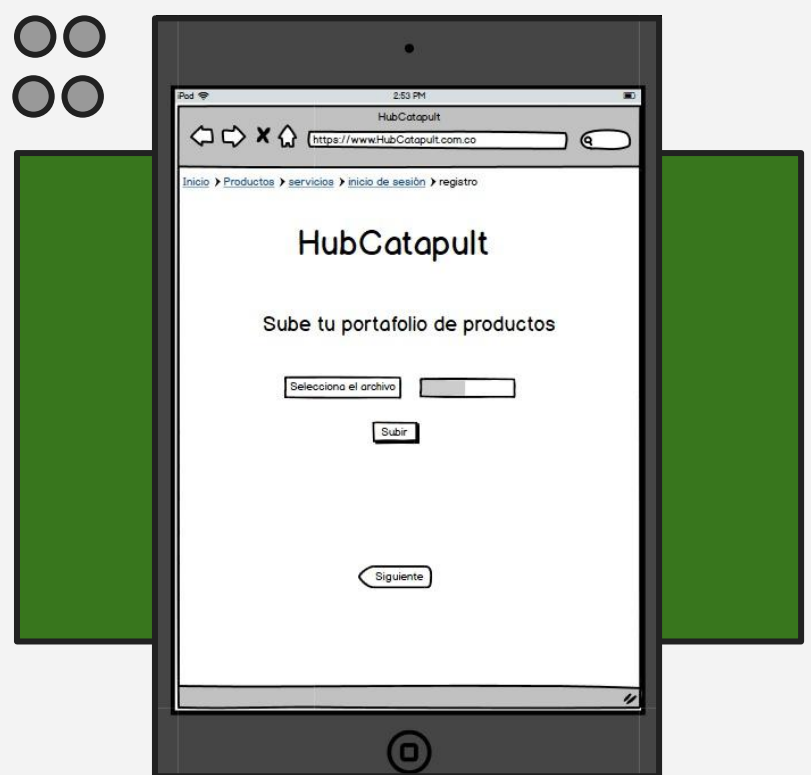 iPod 2:53 PM
HubCatapult
https://www.HubCatapult.com.co
Inicio Productos servicios inicio de sesión registro
HubCatapult
Sube tu portafolio de productos
Selecciona el archivo
Subir
Siguiente